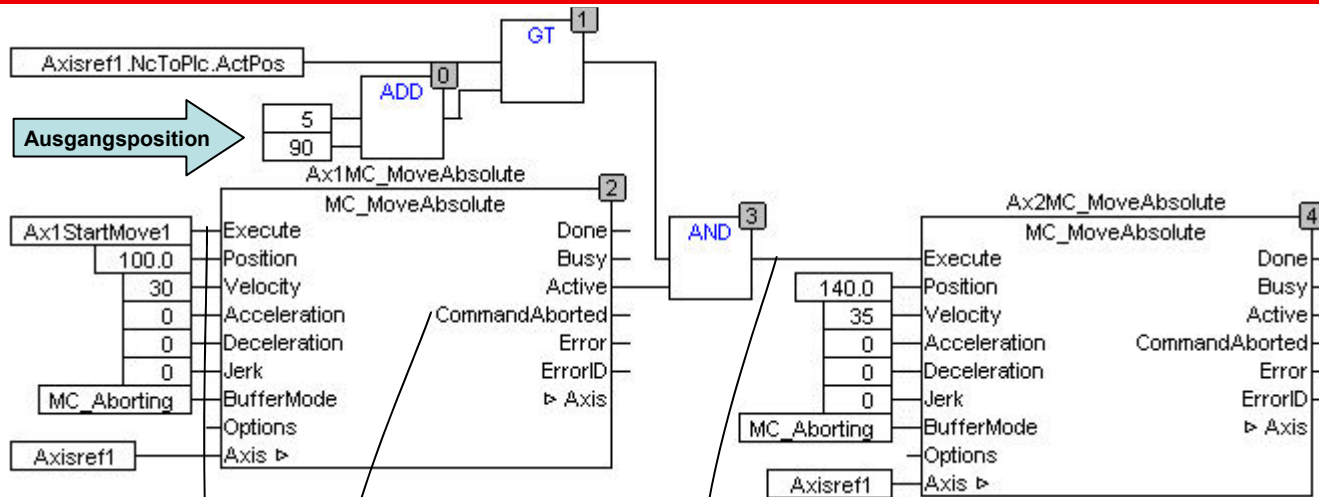 GT
1
Axisref1.NcToPlc.ActPos
ADD
0
5
90
Ausgangsposition
Ax1MC_MoveAbsolute
MC_MoveAbsolute
2
Ax1StartMove1
Execute
Done
100.0
Position
Busy
30
Velocity
Active
0
Acceleration
CommandAborted
0
Deceleration
Error
0
Jerk
ErrorID
MC_Aborting
BufferMode
▷ Axis
Options
Axisref1
Axis ▷
AND
3
Ax2MC_MoveAbsolute
MC_MoveAbsolute
4
Execute
Done
140.0
Position
Busy
35
Velocity
Active
0
Acceleration
CommandAborted
0
Deceleration
Error
0
Jerk
ErrorID
MC_Aborting
BufferMode
▷ Axis
Options
Axisref1
Axis ▷